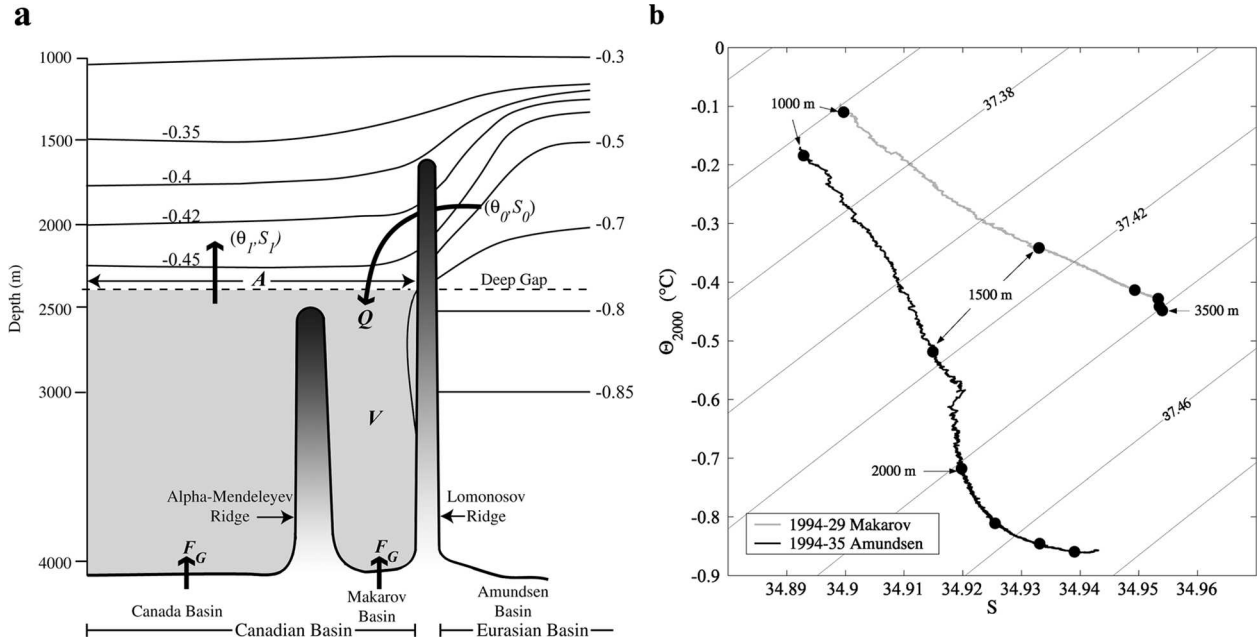 a
1000
1500
2000
2500
3000
4000
Depth (m)
-0.3
-0.35
-0.4
-0.42
-0.45
-0.5
-0.7
-0.8
-0.85
(θ₁,S₁)
(θ₀,S₀)
A
Deep Gap
Q
V
Alpha-Mendeleyev
Ridge
Lomonosov
Ridge
F_G
F_G
Canada Basin
Makarov
Basin
Amundsen
Basin
Canadian Basin
Eurasian Basin
b
0
-0.1
-0.2
-0.3
-0.4
-0.5
-0.6
-0.7
-0.8
-0.9
Θ₂₀₀₀ (°C)
1000 m
1500 m
2000 m
3500 m
37.38
37.42
37.46
1994-29 Makarov
1994-35 Amundsen
34.89 34.9 34.91 34.92 34.93 34.94 34.95 34.96
S